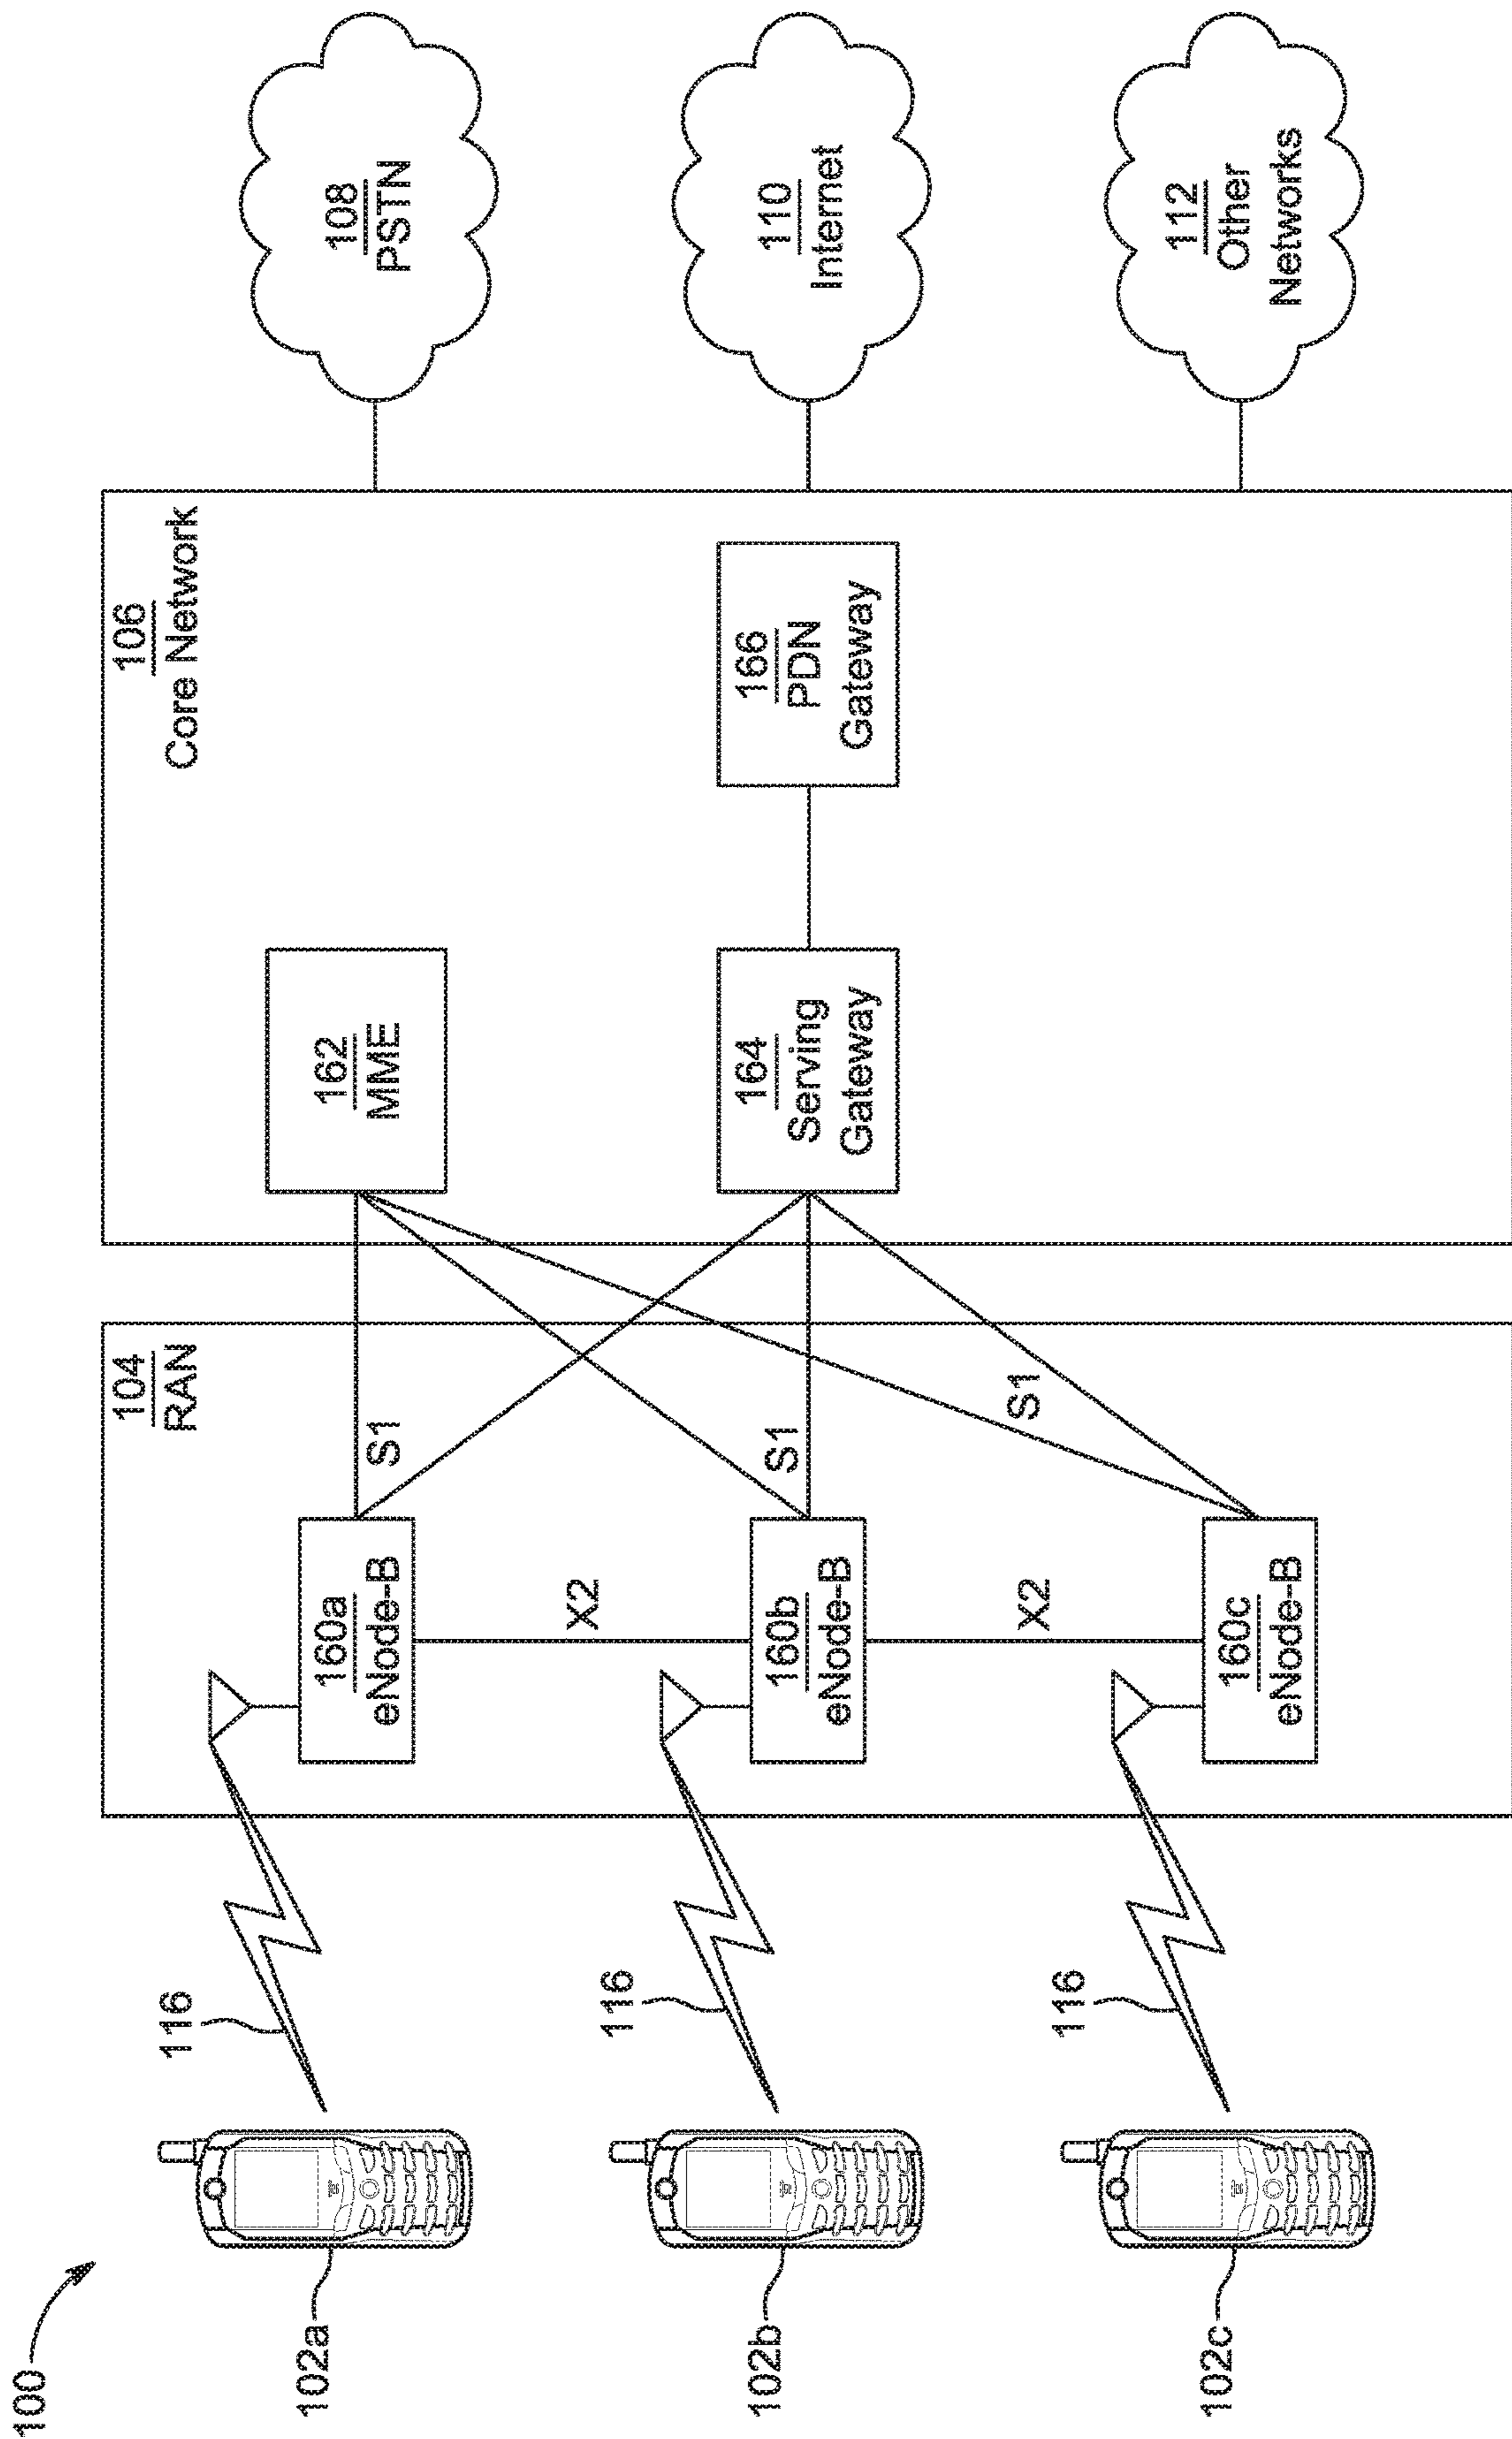 100
102a
102b
102c
116
116
116
104
RAN
160a
eNode-B
160b
eNode-B
160c
eNode-B
X2
X2
S1
S1
S1
106
Core Network
162
MME
164
Serving
Gateway
166
PDN
Gateway
108
PSTN
110
Internet
112
Other
Networks